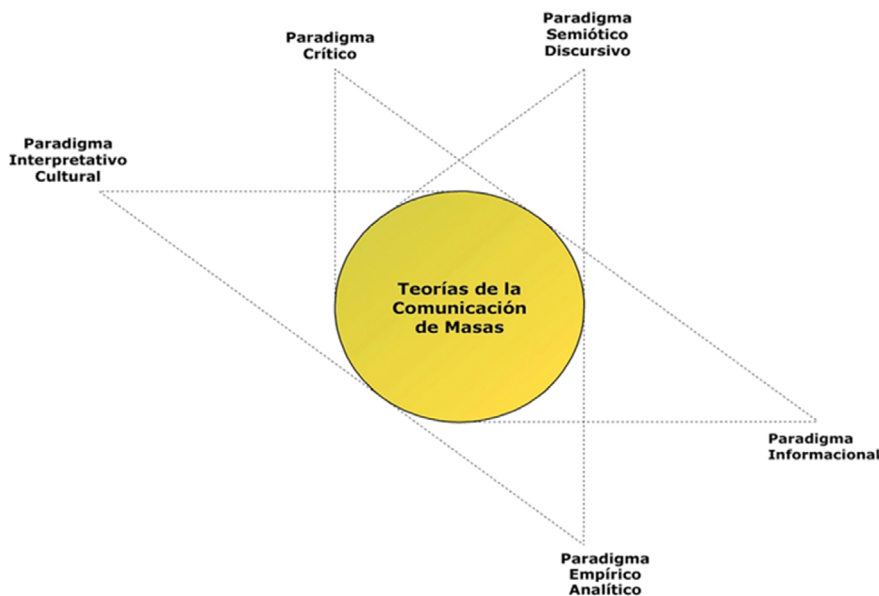 Paradigma
Crítico
Paradigma
Semiótico
Discursivo
Paradigma
Interpretativo
Cultural
Teorías de la
Comunicación
de Masas
Paradigma
Informacional
Paradigma
Empírico
Analítico